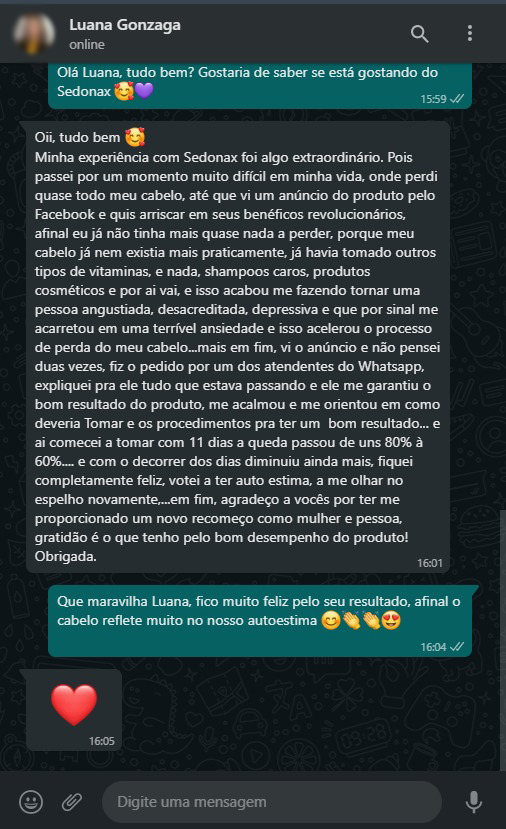 Luana Gonzaga
online
Olá Luana, tudo bem? Gostaria de saber se está gostando do
Sedonax 🥰💜
15:59
Oii, tudo bem 🥰
Minha experiência com Sedonax foi algo extraordinário. Pois
passei por um momento muito difícil em minha vida, onde perdi
quase todo meu cabelo, até que vi um anúncio do produto pelo
Facebook e quis arriscar em seus benéficos revolucionários,
afinal eu já não tinha mais quase nada a perder, porque meu
cabelo já nem existia mais praticamente, já havia tomado outros
tipos de vitaminas, e nada, shampoos caros, produtos
cosméticos e por ai vai, e isso acabou me fazendo tornar uma
pessoa angustiada, desacreditada, depressiva e que por sinal me
acarretou em uma terrível ansiedade e isso acelerou o processo
de perda do meu cabelo...mais em fim, vi o anúncio e não pensei
duas vezes, fiz o pedido por um dos atendentes do Whatsapp,
expliquei pra ele tudo que estava passando e ele me garantiu o
bom resultado do produto, me acalmou e me orientou em como
deveria Tomar e os procedimentos pra ter um bom resultado... e
ai comecei a tomar com 11 dias a queda passou de uns 80% à
60%.... e com o decorrer dos dias diminuiu ainda mais, fiquei
completamente feliz, votei a ter auto estima, a me olhar no
espelho novamente,...em fim, agradeço a vocês por ter me
proporcionado um novo recomeço como mulher e pessoa,
gratidão é o que tenho pelo bom desempenho do produto!
Obrigada.
16:01
Que maravilha Luana, fico muito feliz pelo seu resultado, afinal o
cabelo reflete muito no nosso autoestima 😊👏👏😍
16:04
❤️
16:05
Digite uma mensagem